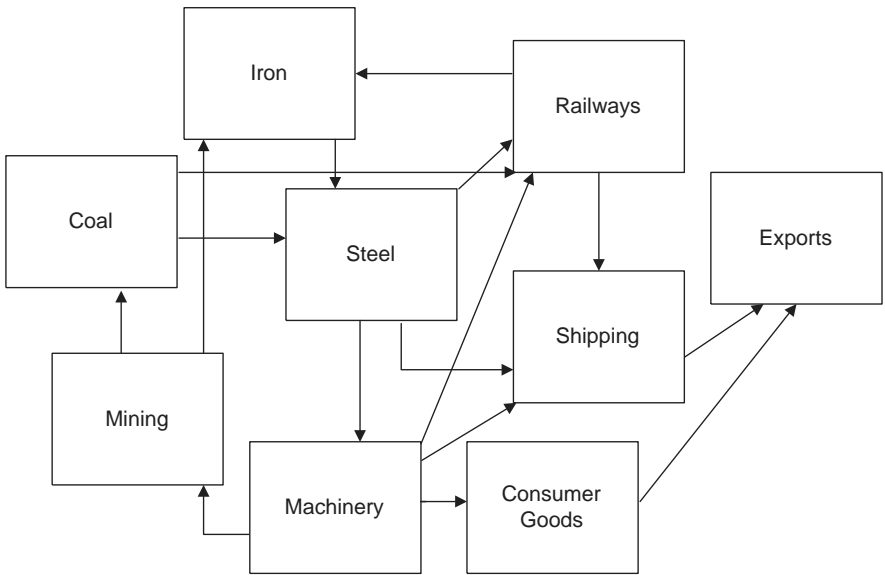 Iron
Railways
Coal
Steel
Exports
Shipping
Mining
Machinery
Consumer
Goods